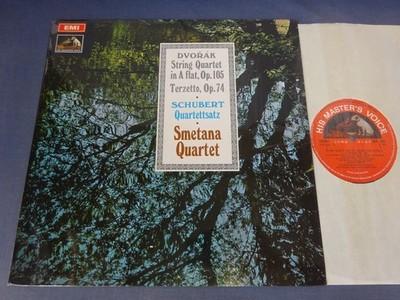 EMI
DVOŘÁK
String Quartet
in A flat, Op.105
Terzetto, Op.74
SCHUBERT
Quartettsatz
Smetana
Quartet
HIS MASTER'S VOICE